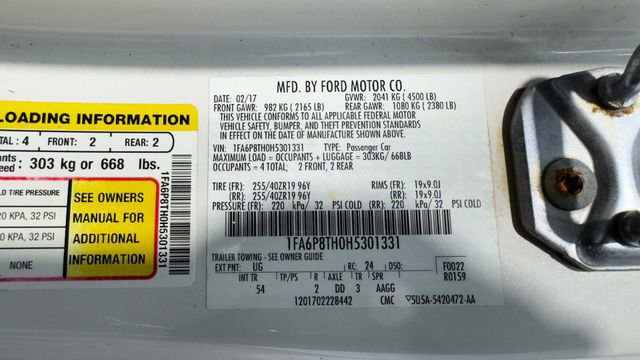 LOADING INFORMATION
TOTAL: 4 FRONT: 2 REAR: 2
303 kg or 668 lbs.
TIRE PRESSURE
KPA, 32 PSI
KPA, 32 PSI
NONE
SEE OWNERS
MANUAL FOR
ADDITIONAL
INFORMATION
1FA6P8TH0H5301331
MFD. BY FORD MOTOR CO.
DATE: 02/17 GVWR: 2041 KG ( 4500 LB)
FRONT GAWR: 982 KG ( 2165 LB) REAR GAWR: 1080 KG ( 2380 LB)
THIS VEHICLE CONFORMS TO ALL APPLICABLE FEDERAL MOTOR
VEHICLE SAFETY, BUMPER, AND THEFT PREVENTION STANDARDS
IN EFFECT ON THE DATE OF MANUFACTURE SHOWN ABOVE.
VIN: 1FA6P8TH0H5301331 TYPE: Passenger Car
MAXIMUM LOAD = OCCUPANTS + LUGGAGE = 303KG/ 668LB
OCCUPANTS = 4 TOTAL; 2 FRONT, 2 REAR
TIRE (FR): 255/40ZR19 96Y RIMS (FR): 19x9.0J
(RR): 255/40ZR19 96Y (RR): 19x9.0J
PRESSURE (FR): 220 kPa/ 32 PSI COLD (RR): 220 kPa/ 32 PSI COLD
1FA6P8TH0H5301331
TRAILER TOWING - SEE OWNER GUIDE
EXT PNT: UG RC: 24 DSO: F0022
R0159
INT TR TP/PS R AXLE TR S
54 2 DD 3 AAGG
1201702228442 CMC 5U5A-5420472-AA